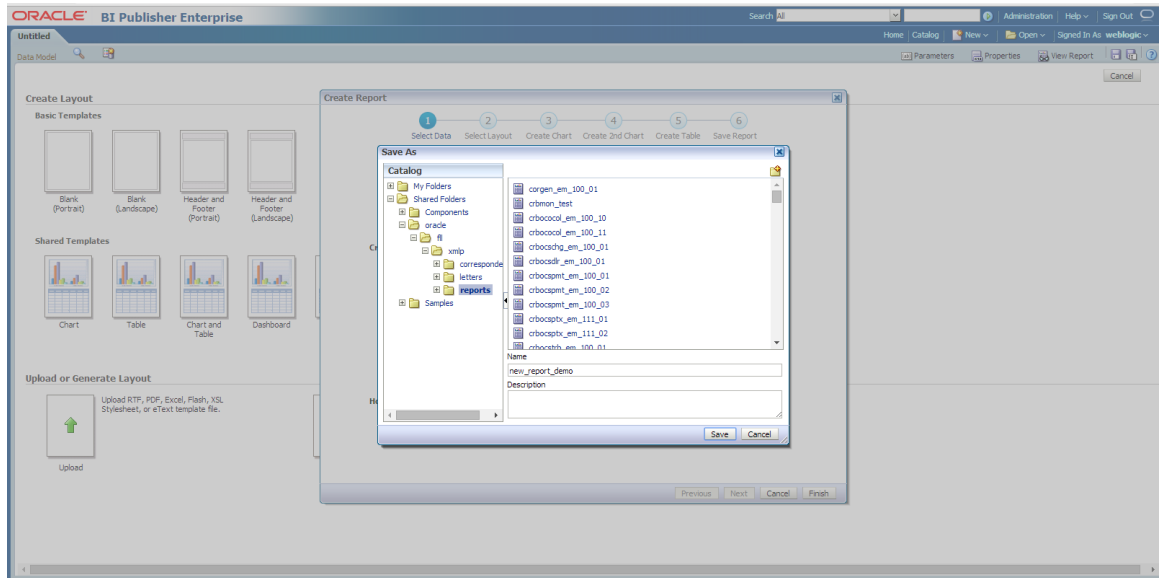 ORACLE BI Publisher Enterprise
Search All
Administration Help Sign Out
Untitled
Home Catalog New Open Signed In As weblogic
Data Model
Parameters Properties View Report
Cancel
Create Layout
Basic Templates
Blank (Portrait)
Blank (Landscape)
Header and Footer (Portrait)
Header and Footer (Landscape)
Shared Templates
Chart
Table
Chart and Table
Dashboard
Upload or Generate Layout
Upload RTF, PDF, Excel, Flash, XSL
Stylesheet, or eText template file.
Upload
Create Report
1 2 3 4 5 6
Select Data Select Layout Create Chart Create 2nd Chart Create Table Save Report
Cr
He
Save As
Catalog
My Folders
Shared Folders
Components
oracle
fll
xmlp
corresponde
letters
reports
Samples
corgen_em_100_01
crbmon_test
crbococol_em_100_10
crbococol_em_100_11
crbocschg_em_100_01
crbocsdlr_em_100_01
crbocspmt_em_100_01
crbocspmt_em_100_02
crbocspmt_em_100_03
crbocsptx_em_111_01
crbocsptx_em_111_02
crbocstrb_em_100_01
Name
new_report_demo
Description
Save Cancel
Previous Next Cancel Finish